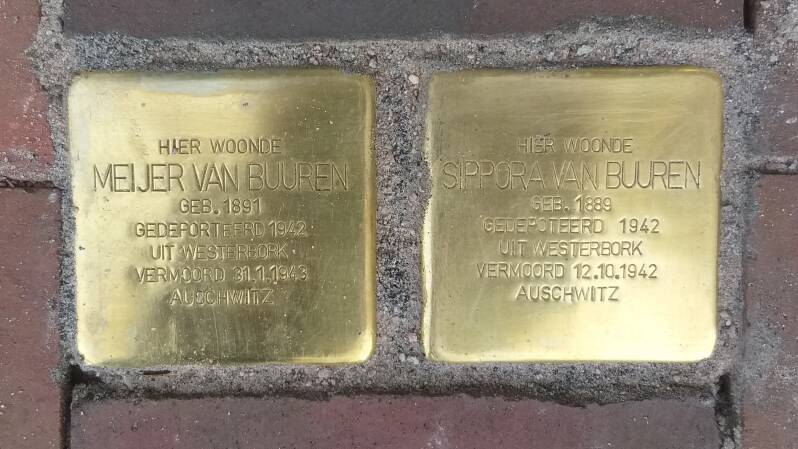 HIER WOONDE
MEIJER VAN BUUREN
GEB. 1891
GEDEPORTEERD 1942
UIT WESTERBORK
VERMOORD 31.1.1943
AUSCHWITZ
HIER WOONDE
SIPPORA VAN BUUREN
GEB. 1889
GEDEPOTEERD 1942
UIT WESTERBORK
VERMOORD 12.10.1942
AUSCHWITZ